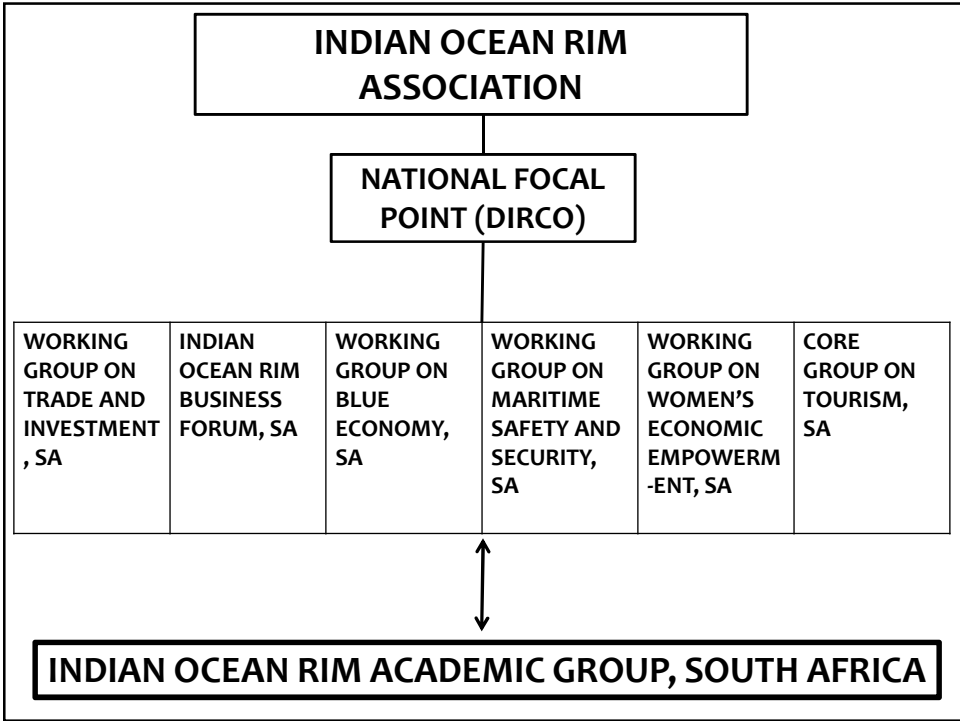 INDIAN OCEAN RIM
ASSOCIATION
NATIONAL FOCAL
POINT (DIRCO)
WORKING
GROUP ON
TRADE AND
INVESTMENT
, SA
INDIAN
OCEAN RIM
BUSINESS
FORUM, SA
WORKING
GROUP ON
BLUE
ECONOMY,
SA
WORKING
GROUP ON
MARITIME
SAFETY AND
SECURITY,
SA
WORKING
GROUP ON
WOMEN'S
ECONOMIC
EMPOWERM
-ENT, SA
CORE
GROUP ON
TOURISM,
SA
INDIAN OCEAN RIM ACADEMIC GROUP, SOUTH AFRICA